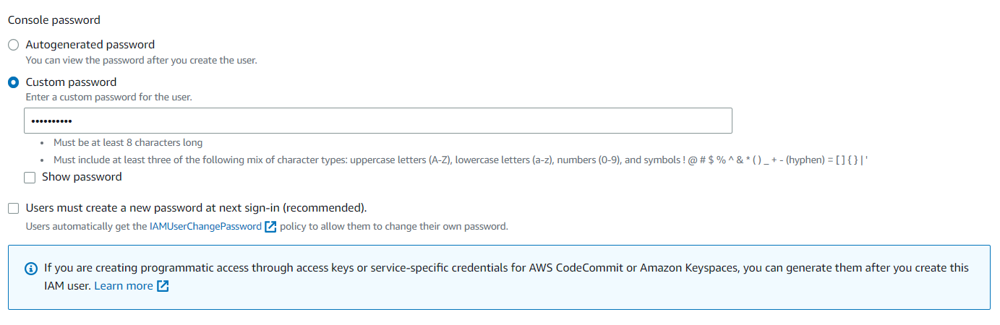 Console password
Autogenerated password
You can view the password after you create the user.
Custom password
Enter a custom password for the user.
••••••••••
• Must be at least 8 characters long
• Must include at least three of the following mix of character types: uppercase letters (A-Z), lowercase letters (a-z), numbers (0-9), and symbols ! @ # $ % ^ & * ( ) _ + - (hyphen) = [ ] { } | '
Show password
Users must create a new password at next sign-in (recommended).
Users automatically get the IAMUserChangePassword policy to allow them to change their own password.
If you are creating programmatic access through access keys or service-specific credentials for AWS CodeCommit or Amazon Keyspaces, you can generate them after you create this
IAM user. Learn more